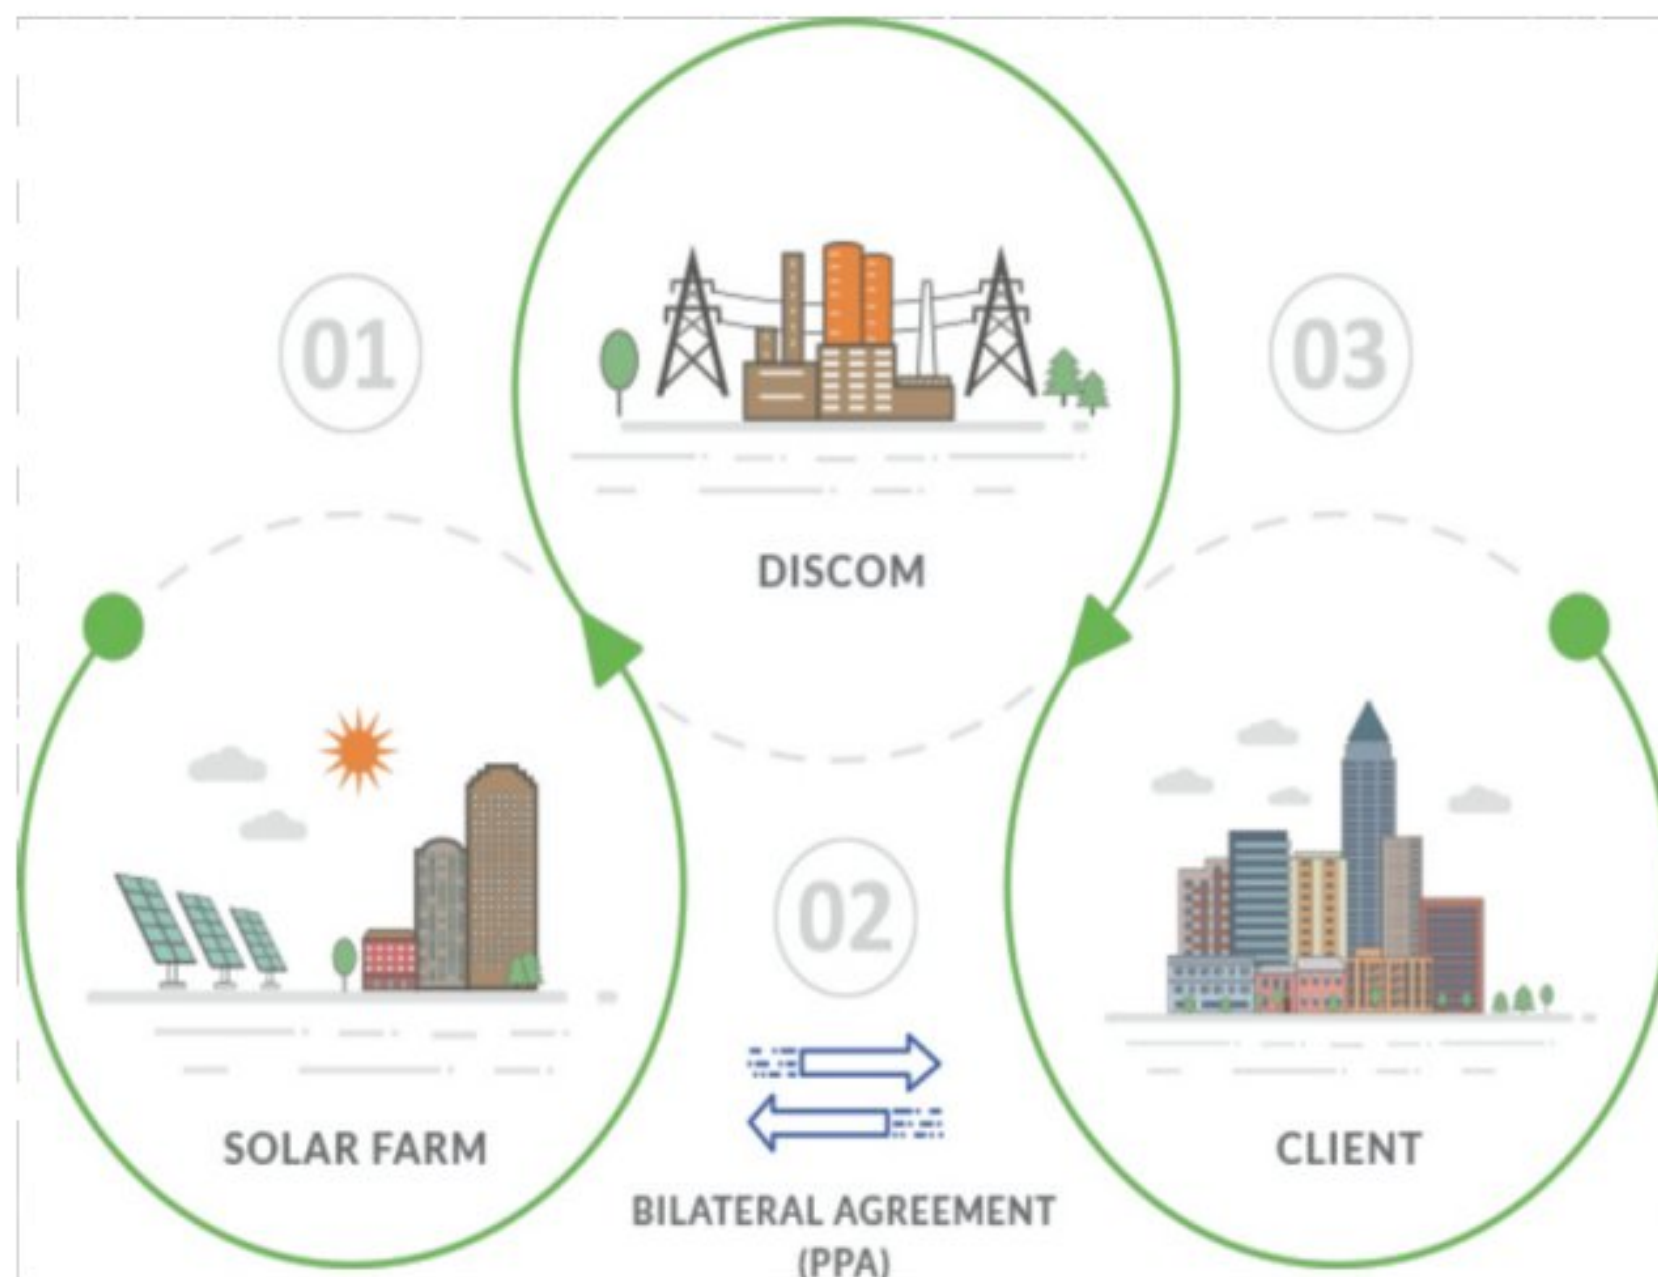 01
03
DISCOM
02
SOLAR FARM
CLIENT
BILATERAL AGREEMENT
(PPA)